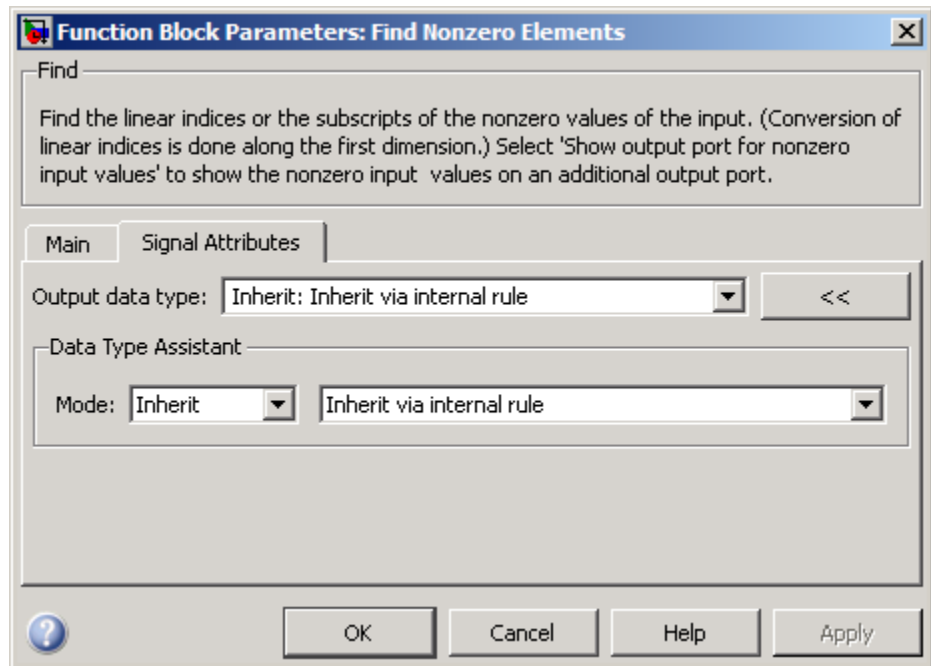 Function Block Parameters: Find Nonzero Elements
Find
Find the linear indices or the subscripts of the nonzero values of the input. (Conversion of
linear indices is done along the first dimension.) Select 'Show output port for nonzero
input values' to show the nonzero input  values on an additional output port.
Main Signal Attributes
Output data type: Inherit: Inherit via internal rule <<
Data Type Assistant
Mode: Inherit Inherit via internal rule
? OK Cancel Help Apply